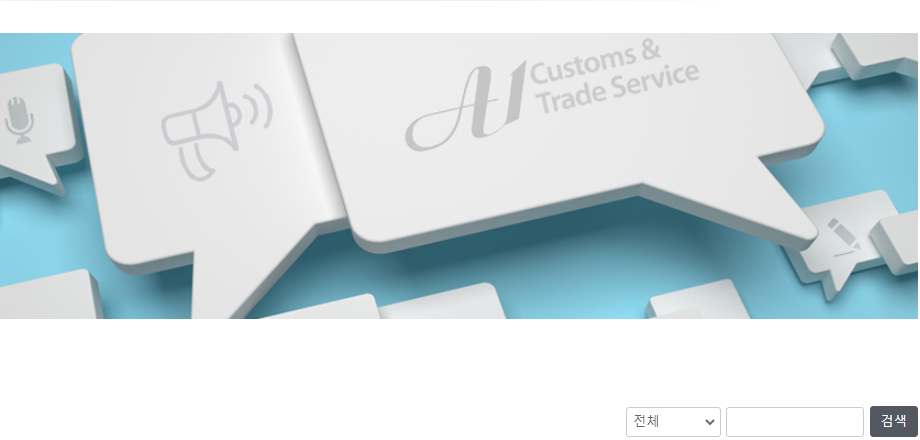 A1 Customs &
Trade Service
전체
검색